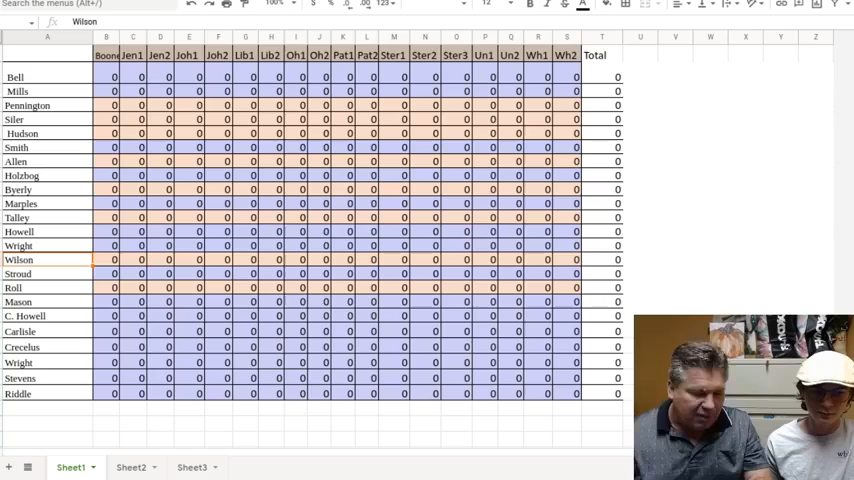 Search the menus (Alt+/)
100% $ % .0 .00 123 12 B I
fx Wilson
A B C D E F G H I J K L M N O P Q R S T U V W X Y Z
Boone Jen1 Jen2 Joh1 Joh2 Lib1 Lib2 Oh1 Oh2 Pat1 Pat2 Ster1 Ster2 Ster3 Un1 Un2 Wh1 Wh2 Total
Bell 0 0 0 0 0 0 0 0 0 0 0 0 0 0 0 0 0 0 0
Mills 0 0 0 0 0 0 0 0 0 0 0 0 0 0 0 0 0 0 0
Pennington 0 0 0 0 0 0 0 0 0 0 0 0 0 0 0 0 0 0 0
Siler 0 0 0 0 0 0 0 0 0 0 0 0 0 0 0 0 0 0 0
Hudson 0 0 0 0 0 0 0 0 0 0 0 0 0 0 0 0 0 0 0
Smith 0 0 0 0 0 0 0 0 0 0 0 0 0 0 0 0 0 0 0
Allen 0 0 0 0 0 0 0 0 0 0 0 0 0 0 0 0 0 0 0
Holzbog 0 0 0 0 0 0 0 0 0 0 0 0 0 0 0 0 0 0 0
Byerly 0 0 0 0 0 0 0 0 0 0 0 0 0 0 0 0 0 0 0
Marples 0 0 0 0 0 0 0 0 0 0 0 0 0 0 0 0 0 0 0
Talley 0 0 0 0 0 0 0 0 0 0 0 0 0 0 0 0 0 0 0
Howell 0 0 0 0 0 0 0 0 0 0 0 0 0 0 0 0 0 0 0
Wright 0 0 0 0 0 0 0 0 0 0 0 0 0 0 0 0 0 0 0
Wilson 0 0 0 0 0 0 0 0 0 0 0 0 0 0 0 0 0 0 0
Stroud 0 0 0 0 0 0 0 0 0 0 0 0 0 0 0 0 0 0 0
Roll 0 0 0 0 0 0 0 0 0 0 0 0 0 0 0 0 0 0 0
Mason 0 0 0 0 0 0 0 0 0 0 0 0 0 0 0 0 0 0 0
C. Howell 0 0 0 0 0 0 0 0 0 0 0 0 0 0 0 0 0 0 0
Carlisle 0 0 0 0 0 0 0 0 0 0 0 0 0 0 0 0 0 0 0
Crecelus 0 0 0 0 0 0 0 0 0 0 0 0 0 0 0 0 0 0 0
Wright 0 0 0 0 0 0 0 0 0 0 0 0 0 0 0 0 0 0 0
Stevens 0 0 0 0 0 0 0 0 0 0 0 0 0 0 0 0 0 0 0
Riddle 0 0 0 0 0 0 0 0 0 0 0 0 0 0 0 0 0 0 0
Sheet1 Sheet2 Sheet3